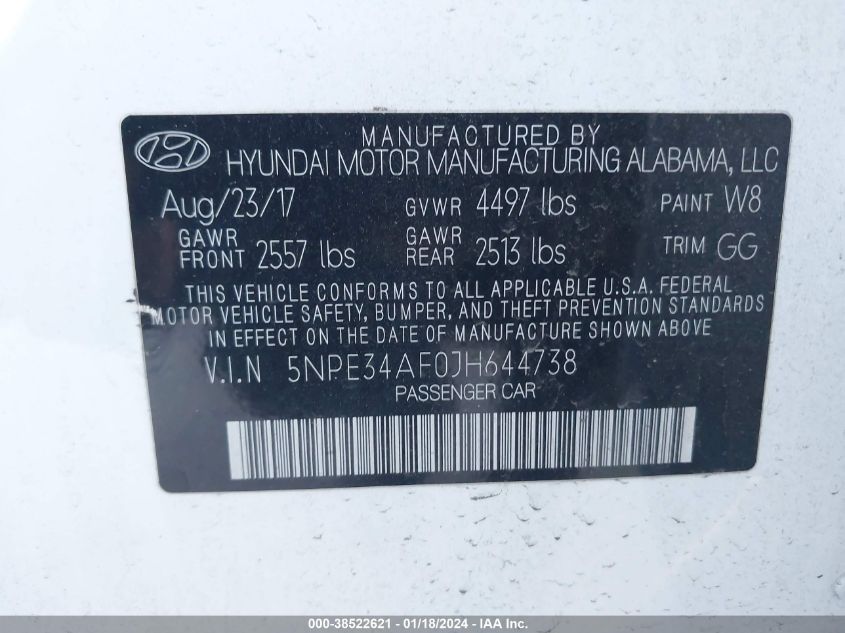 MANUFACTURED BY
HYUNDAI MOTOR MANUFACTURING ALABAMA, LLC
Aug/23/17 GVWR 4497 lbs PAINT W8
GAWR FRONT 2557 lbs GAWR REAR 2513 lbs TRIM GG
THIS VEHICLE CONFORMS TO ALL APPLICABLE U.S.A. FEDERAL
MOTOR VEHICLE SAFETY, BUMPER, AND THEFT PREVENTION STANDARDS
IN EFFECT ON THE DATE OF MANUFACTURE SHOWN ABOVE
V.I.N 5NPE34AF0JH644738
PASSENGER CAR
000-38522621 - 01/18/2024 - IAAI.COM